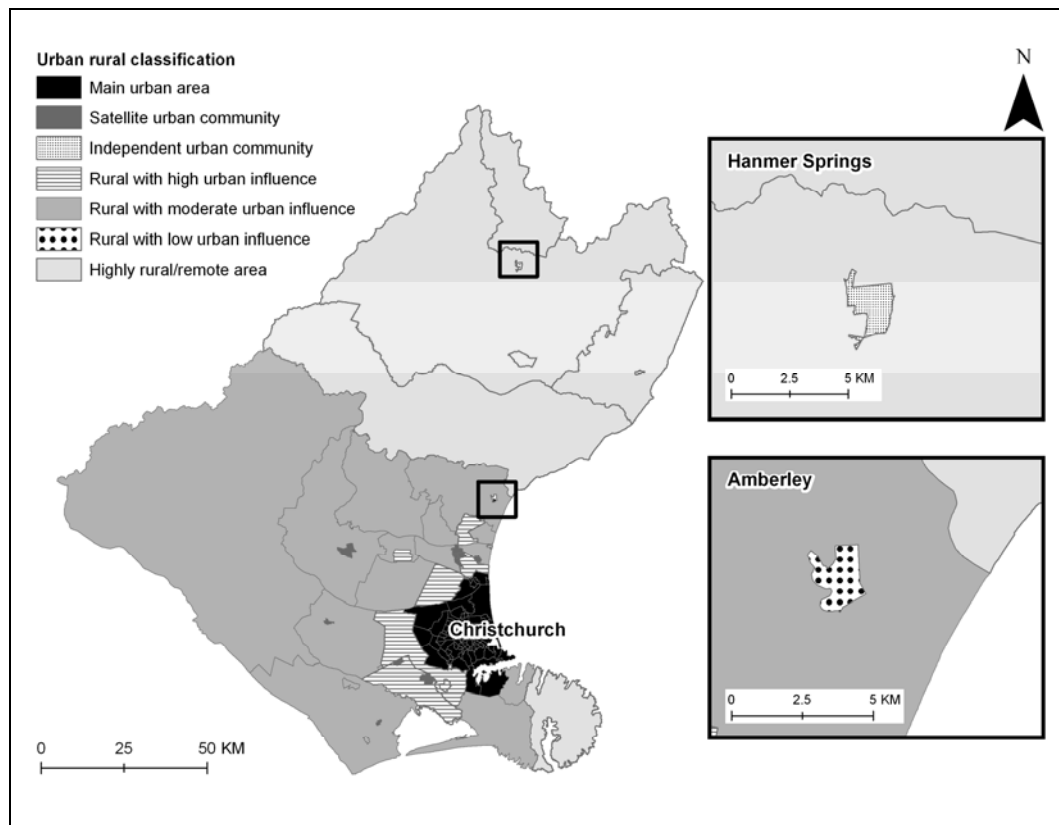 Urban rural classification
Main urban area
Satellite urban community
Independent urban community
Rural with high urban influence
Rural with moderate urban influence
Rural with low urban influence
Highly rural/remote area
N
Hanmer Springs
0 2.5 5 KM
Amberley
0 2.5 5 KM
Christchurch
0 25 50 KM